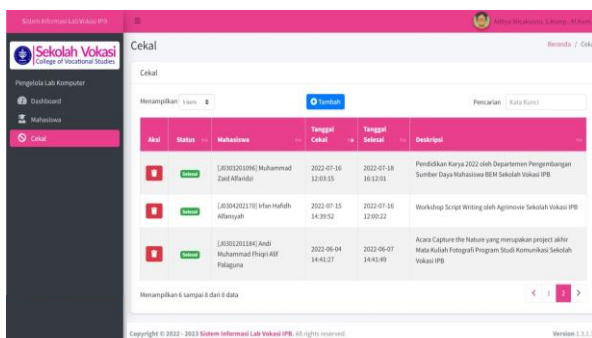 Sistem Informasi Lab Vokasi IPB
Sekolah Vokasi
College of Vocational Studies
Pengelola Lab Komputer
Dashboard
Mahasiswa
Cekal
Cekal
Beranda /
Cekal
Menampilkan
Tambah
Pencarian Kata Kunci
Aksi Status Mahasiswa Tanggal Cekal Tanggal Selesai Deskripsi
Selesai
[J0303201096] Muhammad
Zaid Alfaridzi
2022-07-16
12:03:15
2022-07-18
16:12:01
Pendidikan Karya 2022 oleh Departemen Pengembangan
Sumber Daya Mahasiswa BEM Sekolah Vokasi IPB
Selesai
[J0304202170] Irfan Hafidh
Alfansyah
2022-07-15
14:39:52
2022-07-16
12:00:22
Workshop Script Writing oleh Agrimovie Sekolah Vokasi IPB
Selesai
[J0301201184] Andi
Muhammad Fhiqri Alif
Palaguna
2022-06-04
14:41:27
2022-06-07
14:41:49
Acara Capture the Nature yang merupakan project akhir
Mata Kuliah Fotografi Program Studi Komunikasi Sekolah
Vokasi IPB
Menampilkan 6 sampai 8 dari 8 data
1 2
Copyright © 2022 - 2023 Sistem Informasi Lab Vokasi IPB. All rights reserved.
Version